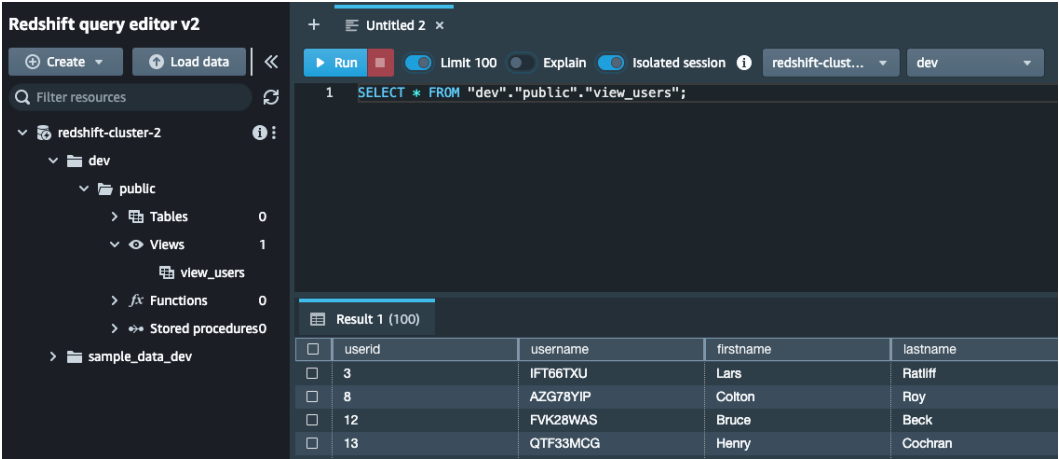 Redshift query editor v2
Create
Load data
Filter resources
redshift-cluster-2
dev
public
Tables 0
Views 1
view_users
fx Functions 0
Stored procedures 0
sample_data_dev
+ Untitled 2 ×
Run Limit 100 Explain Isolated session redshift-clust... dev
1 SELECT * FROM "dev"."public"."view_users";
Result 1 (100)
userid username firstname lastname
3 IFT66TXU Lars Ratliff
8 AZG78YIP Colton Roy
12 FVK28WAS Bruce Beck
13 QTF33MCG Henry Cochran